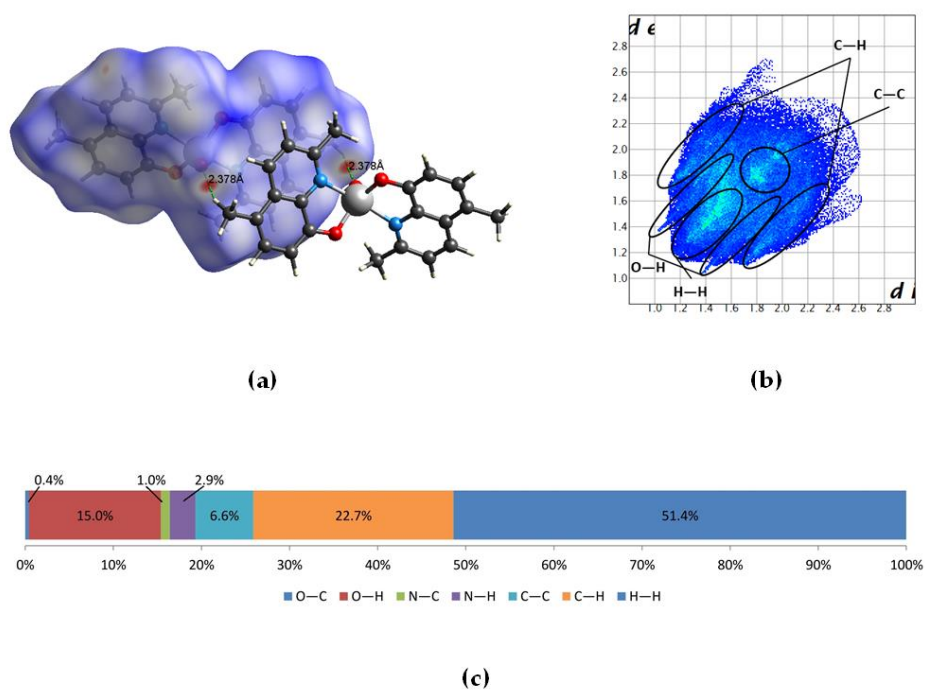 2.378Å
2.378Å
(a)
d e
2.8
2.6
2.4
2.2
2.0
1.8
1.6
1.4
1.2
1.0
C—H
C—C
O—H
H—H
d i
1.0 1.2 1.4 1.6 1.8 2.0 2.2 2.4 2.6 2.8
(b)
0.4% 1.0% 2.9%
15.0% 6.6% 22.7% 51.4%
0% 10% 20% 30% 40% 50% 60% 70% 80% 90% 100%
O—C O—H N—C N—H C—C C—H H—H
(c)